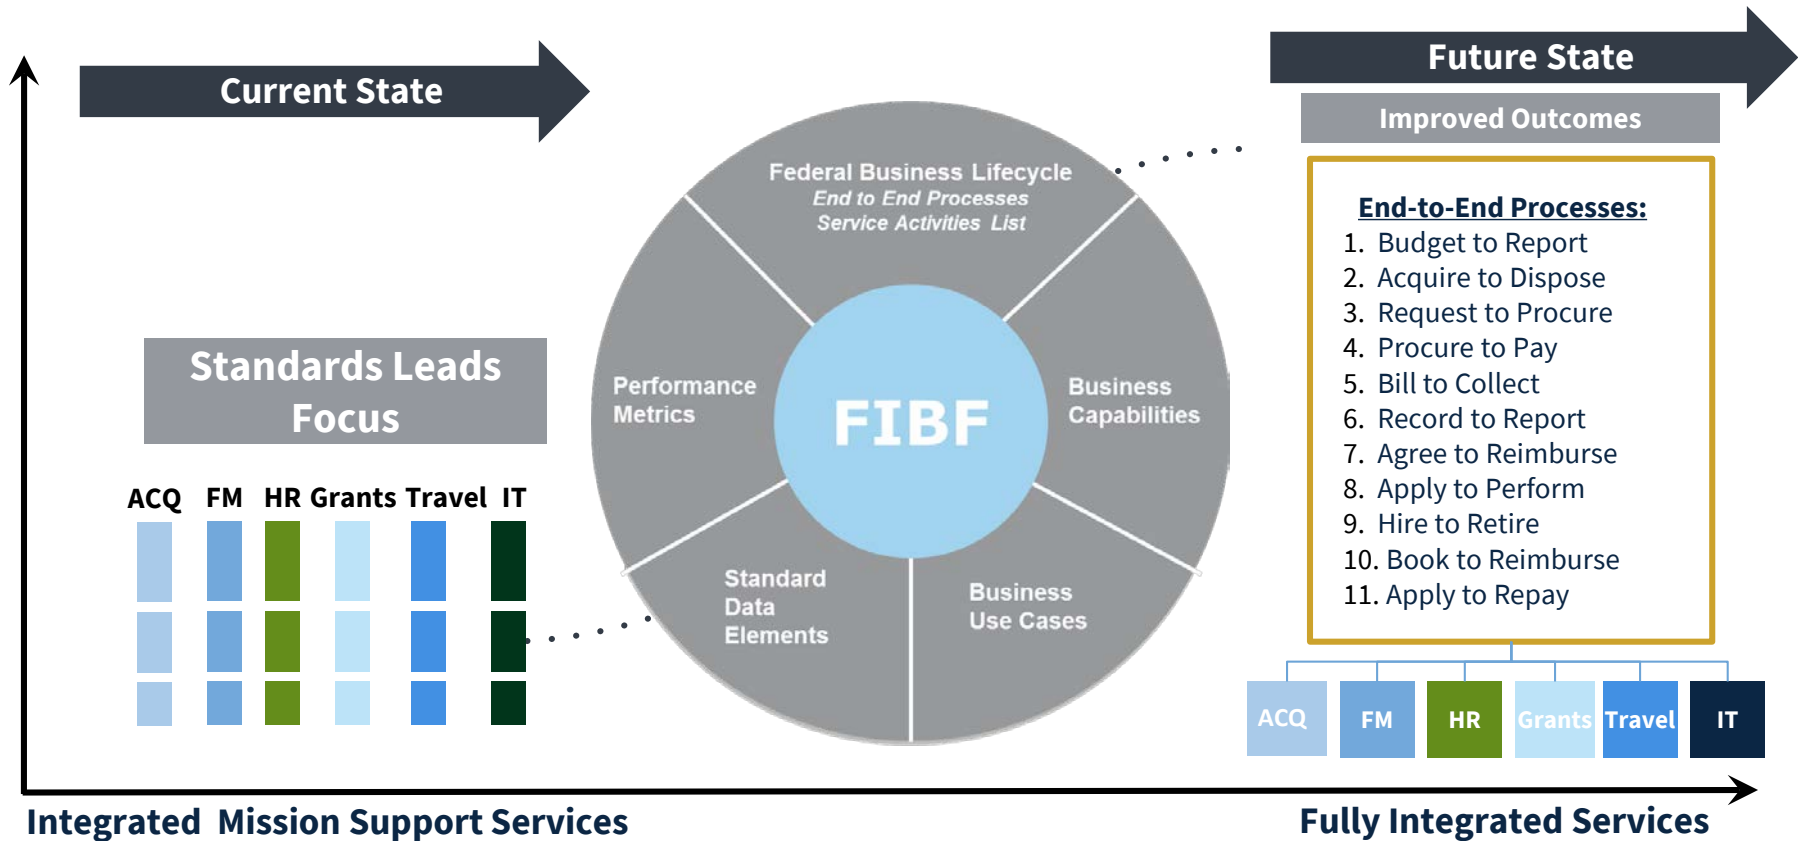 Current State
Future State
Improved Outcomes
Standards Leads
Focus
ACQ FM HR Grants Travel IT
Federal Business Lifecycle
End to End Processes
Service Activities List
Performance
Metrics
FIBF
Business
Capabilities
Standard
Data
Elements
Business
Use Cases
End-to-End Processes:
1. Budget to Report
2. Acquire to Dispose
3. Request to Procure
4. Procure to Pay
5. Bill to Collect
6. Record to Report
7. Agree to Reimburse
8. Apply to Perform
9. Hire to Retire
10. Book to Reimburse
11. Apply to Repay
ACQ FM HR Grants Travel IT
Integrated Mission Support Services
Fully Integrated Services